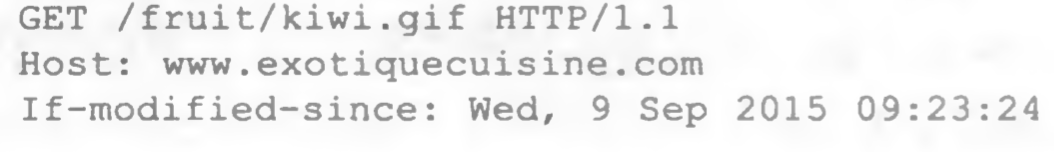 GET /fruit/kiwi.gif HTTP/1.1
Host: www.exotiquecuisine.com
If-modified-since: Wed, 9 Sep 2015 09:23:24